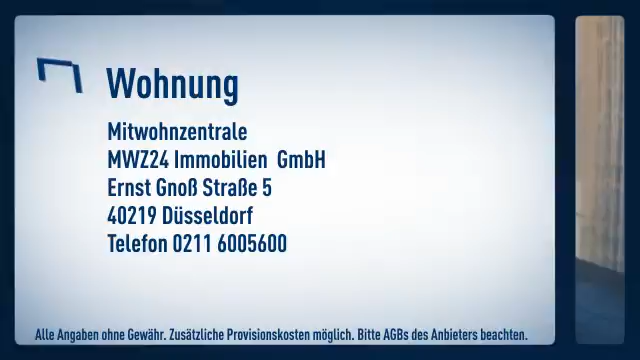 Wohnung
Mitwohnzentrale
MWZ24 Immobilien GmbH
Ernst Gnoß Straße 5
40219 Düsseldorf
Telefon 0211 6005600
Alle Angaben ohne Gewähr. Zusätzliche Provisionskosten möglich. Bitte AGBs des Anbieters beachten.